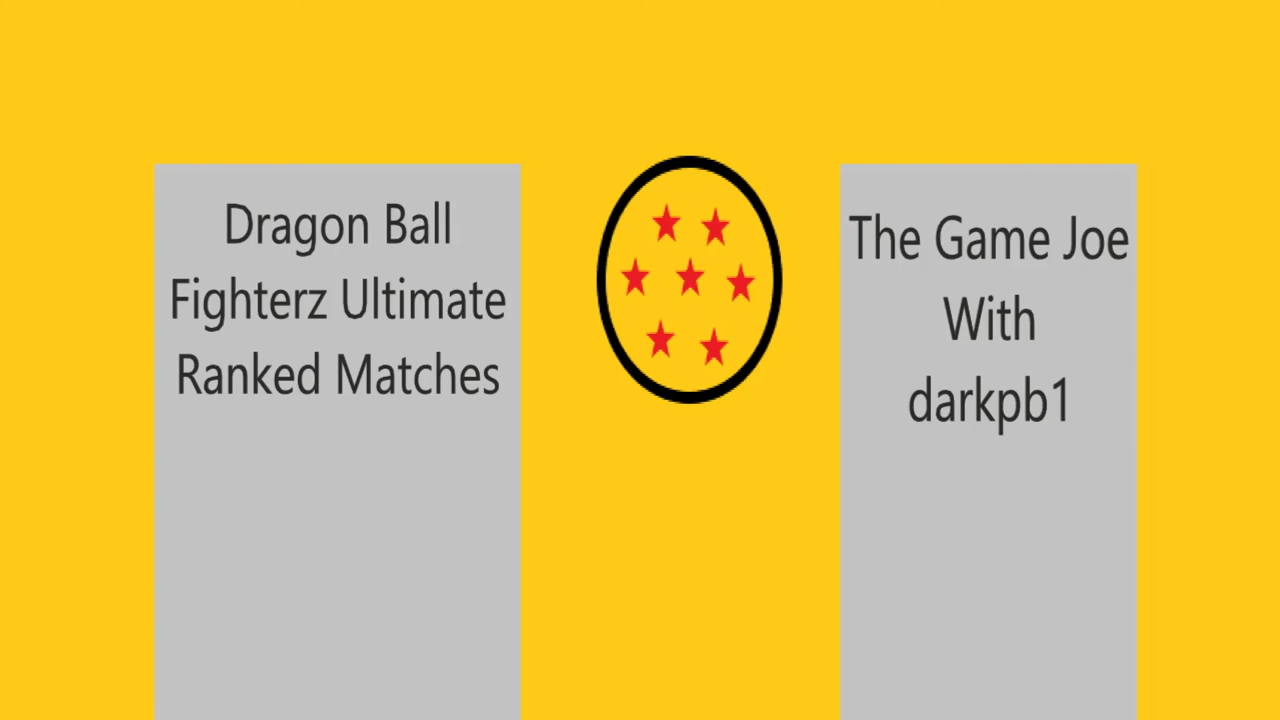 Dragon Ball
Fighterz Ultimate
Ranked Matches
The Game Joe
With
darkpb1